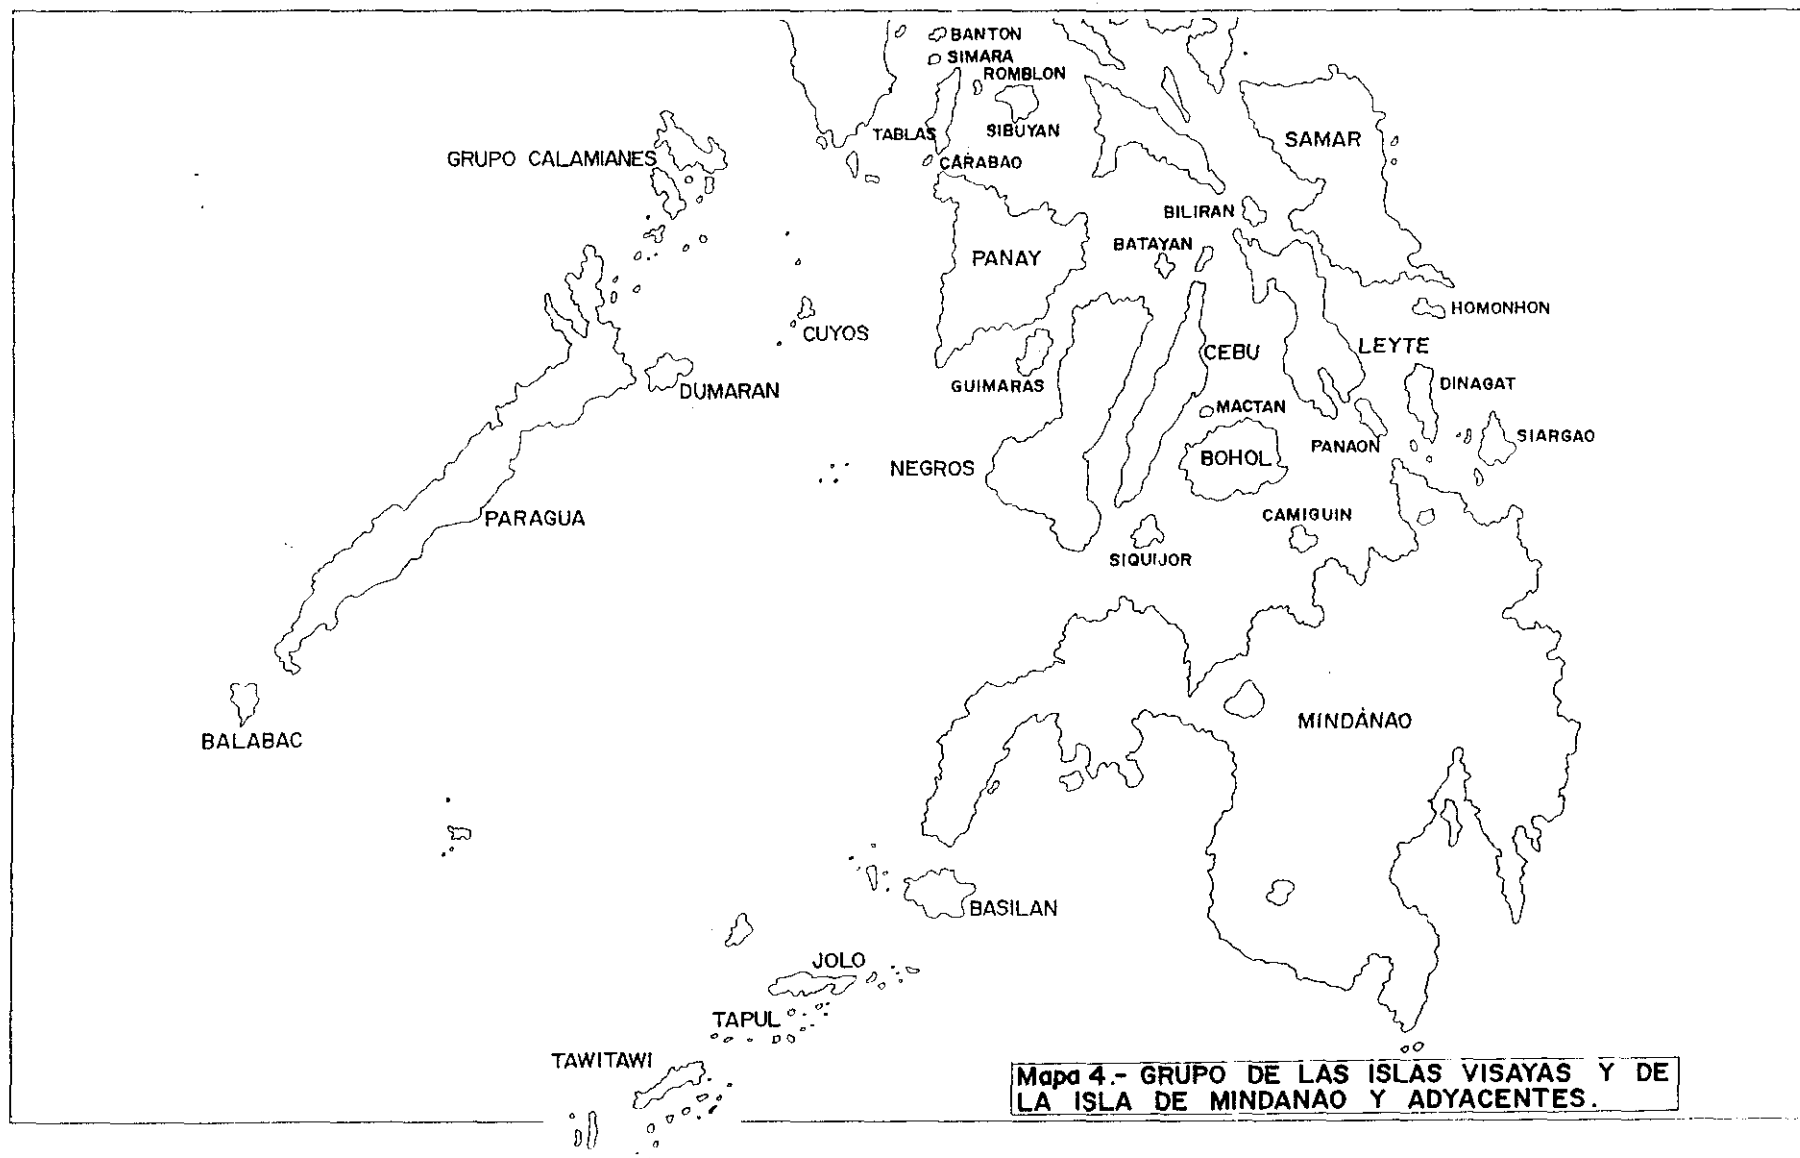 BANTON
SIMARA
ROMBLON
TABLAS
SIBUYAN
SAMAR
GRUPO CALAMIANES
CARABAO
BILIRAN
BATAYAN
PANAY
HOMONHON
CUYOS
CEBU
LEYTE
DUMARAN
GUIMARAS
DINAGAT
MACTAN
PANAON
SIARGAO
NEGROS
BOHOL
PARAGUA
CAMIGUIN
SIQUIJOR
MINDANAO
BALABAC
BASILAN
JOLO
TAPUL
TAWITAWI
Mapa 4.- GRUPO DE LAS ISLAS VISAYAS Y DE
LA ISLA DE MINDANAO Y ADYACENTES.